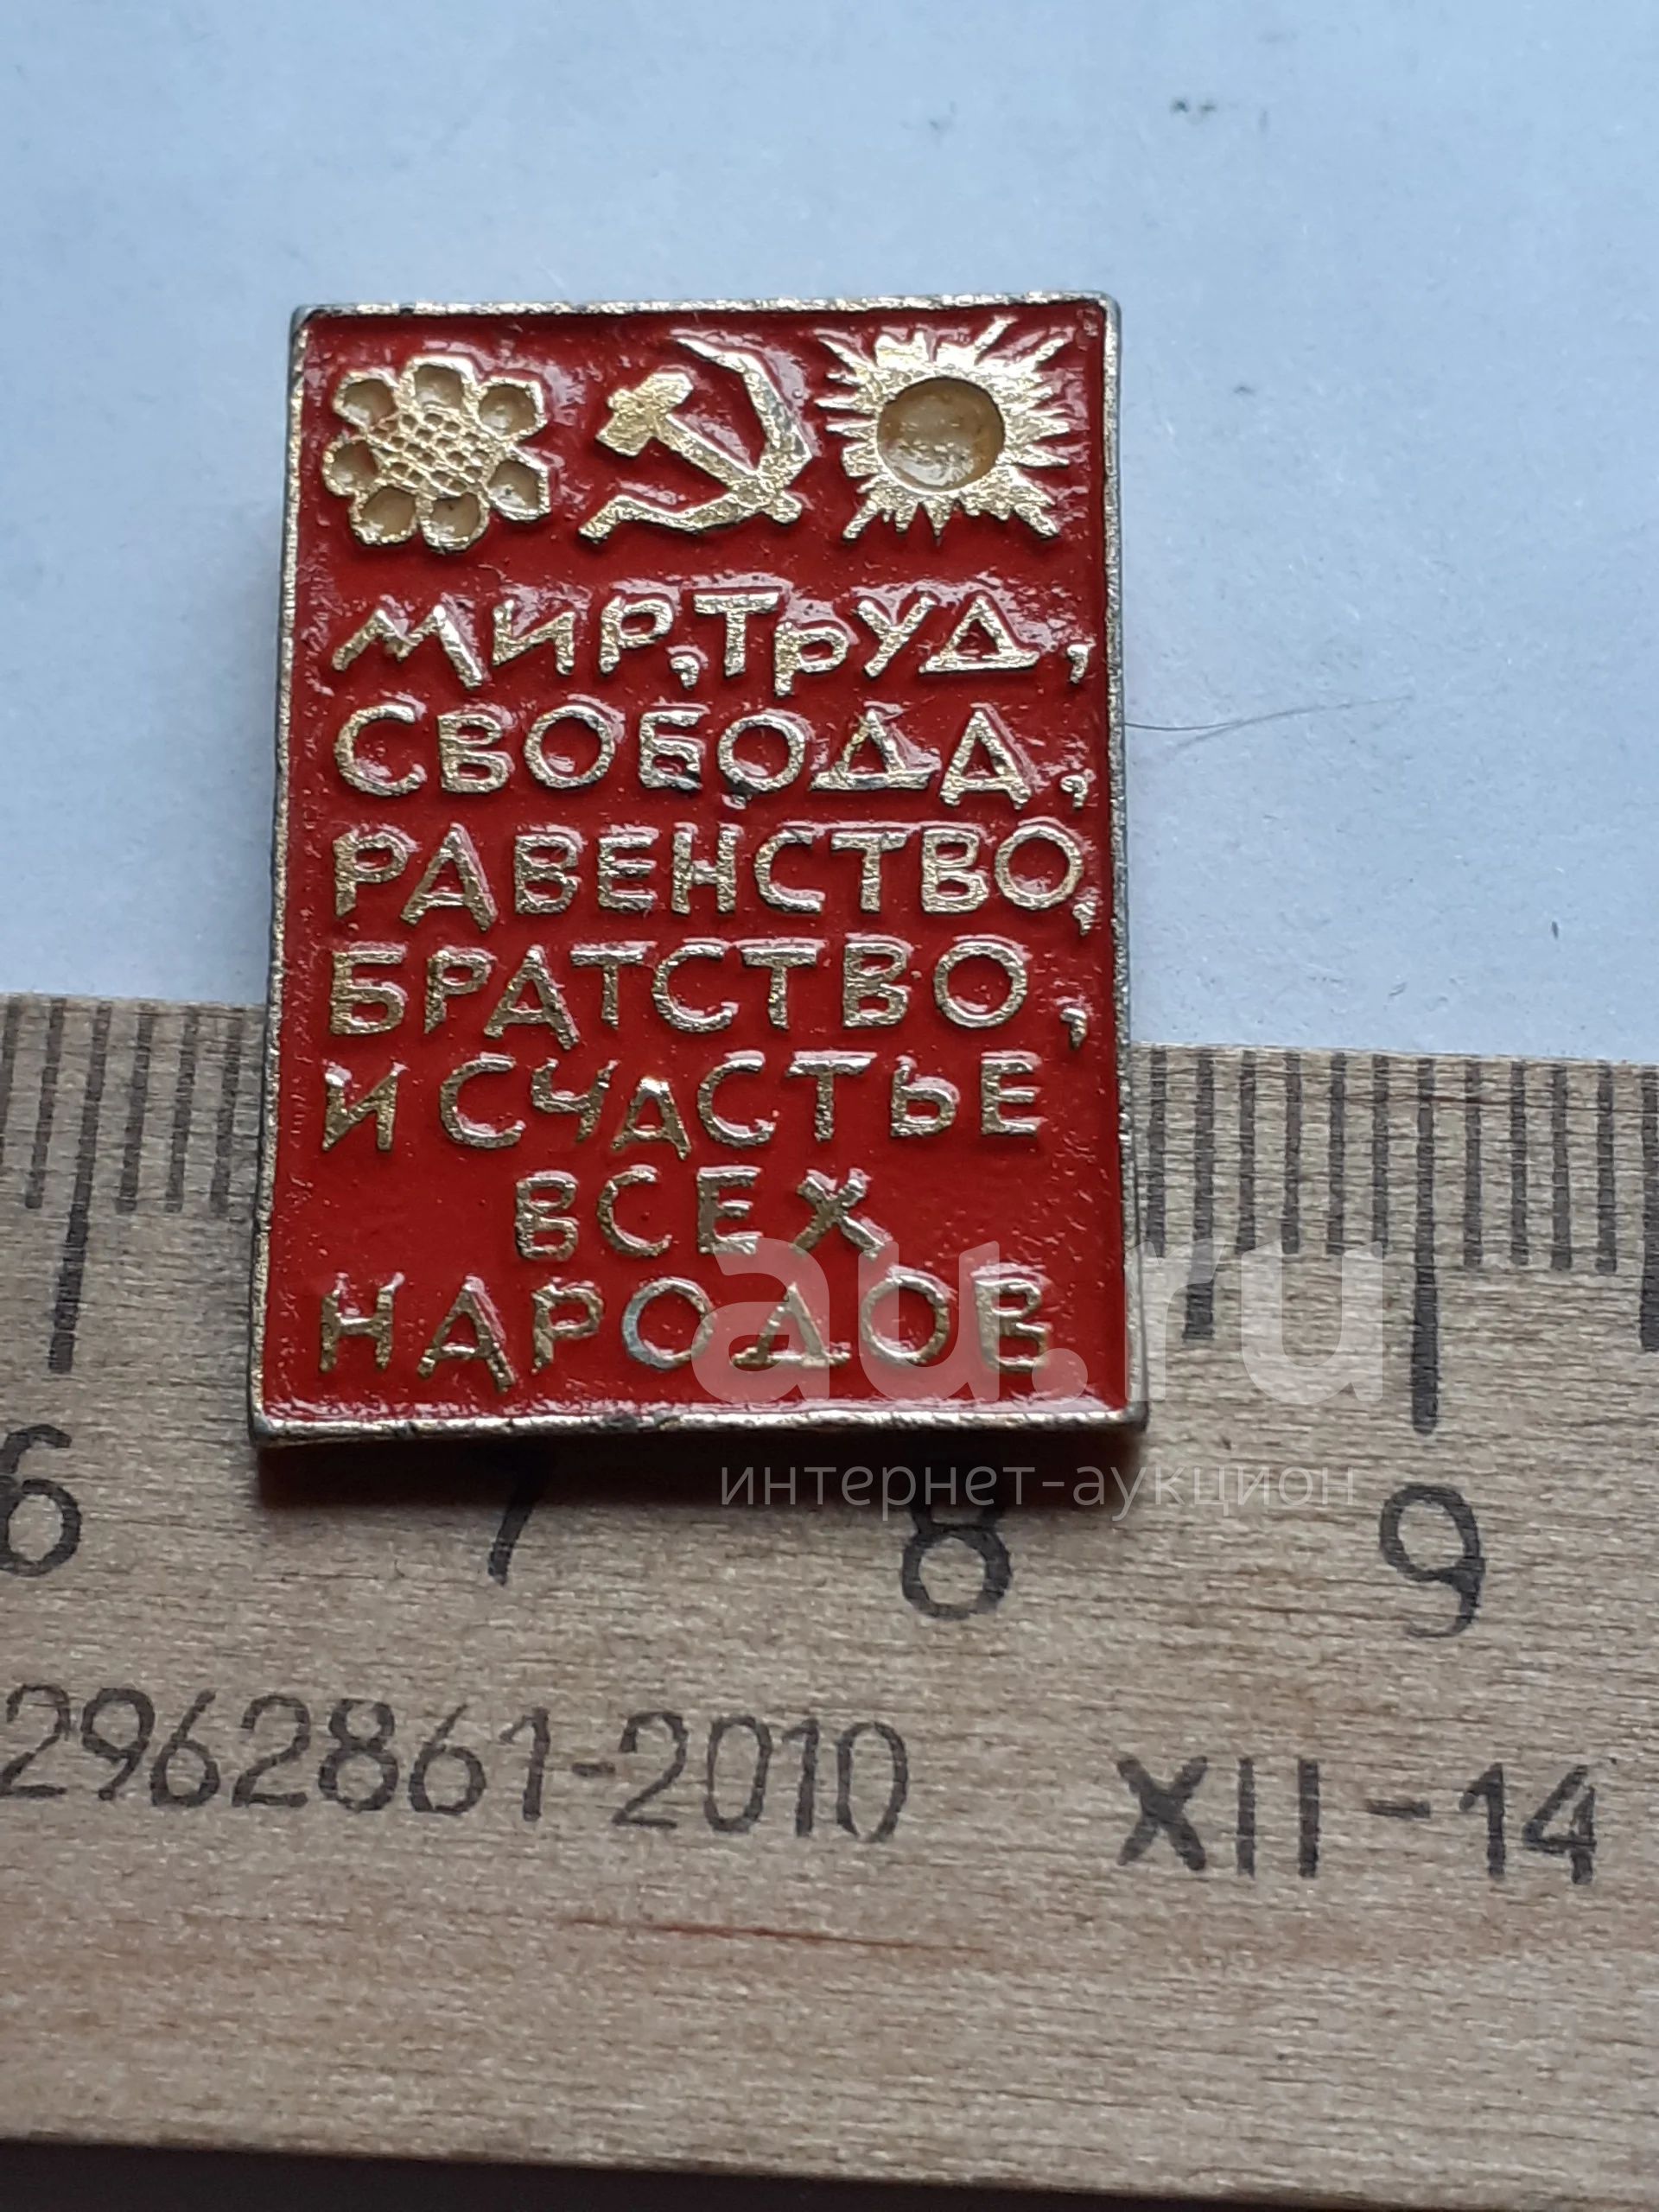 МИР, ТРУД,
СВОБОДА,
РАВЕНСТВО,
БРАТСТВО,
И СЧАСТЬЕ
ВСЕХ
НАРОДОВ
au.ru
интернет-аукцион
6 7 8 9
2962861-2010 XII-14